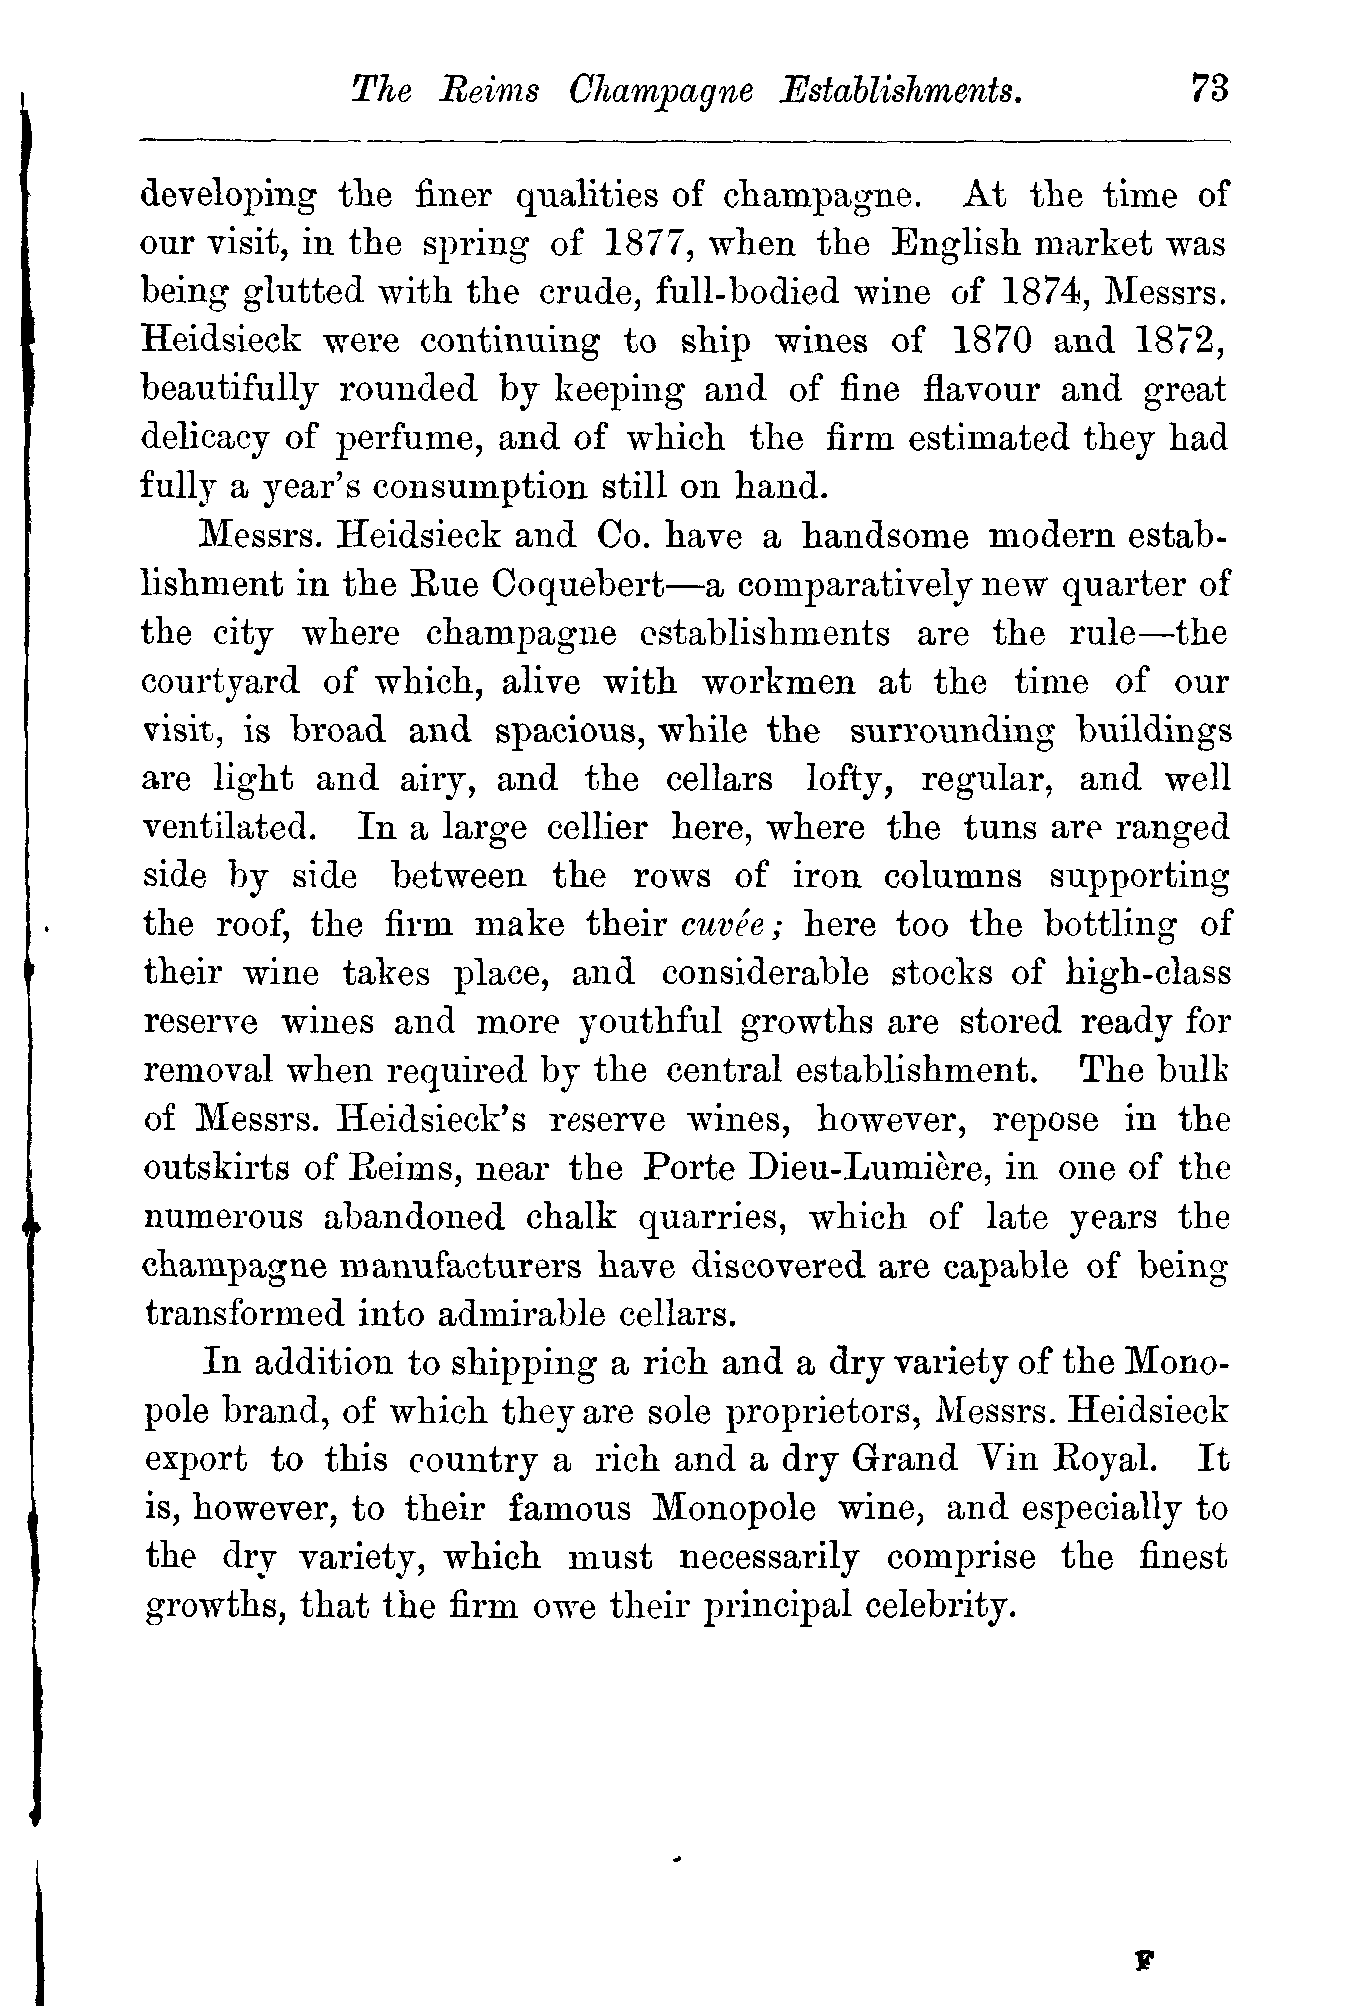 The Reims Champagne Establishments. 73
developing the finer qualities of champagne. At the time of
our visit, in the spring of 1877, when the English market was
being glutted with the crude, full-bodied wine of 1874, Messrs.
Heidsieck were continuing to ship wines of 1870 and 1872,
beautifully rounded by keeping and of fine flavour and great
delicacy of perfume, and of which the firm estimated they had
fully a year's consumption still on hand.
Messrs. Heidsieck and Co. have a handsome modern estab-
lishment in the Rue Coquebert—a comparatively new quarter of
the city where champagne establishments are the rule—the
courtyard of which, alive with workmen at the time of our
visit, is broad and spacious, while the surrounding buildings
are light and airy, and the cellars lofty, regular, and well
ventilated. In a large cellier here, where the tuns are ranged
side by side between the rows of iron columns supporting
the roof, the firm make their cuvée; here too the bottling of
their wine takes place, and considerable stocks of high-class
reserve wines and more youthful growths are stored ready for
removal when required by the central establishment. The bulk
of Messrs. Heidsieck's reserve wines, however, repose in the
outskirts of Reims, near the Porte Dieu-Lumière, in one of the
numerous abandoned chalk quarries, which of late years the
champagne manufacturers have discovered are capable of being
transformed into admirable cellars.
In addition to shipping a rich and a dry variety of the Mono-
pole brand, of which they are sole proprietors, Messrs. Heidsieck
export to this country a rich and a dry Grand Vin Royal. It
is, however, to their famous Monopole wine, and especially to
the dry variety, which must necessarily comprise the finest
growths, that the firm owe their principal celebrity.
F